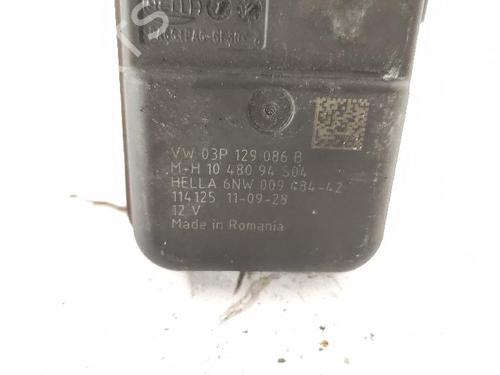 VW 03P 129 086 B
M+H 10 480 94 S04
HELLA 6NW 009 484-42
114125 11-09-28
12 V
Made in Romania